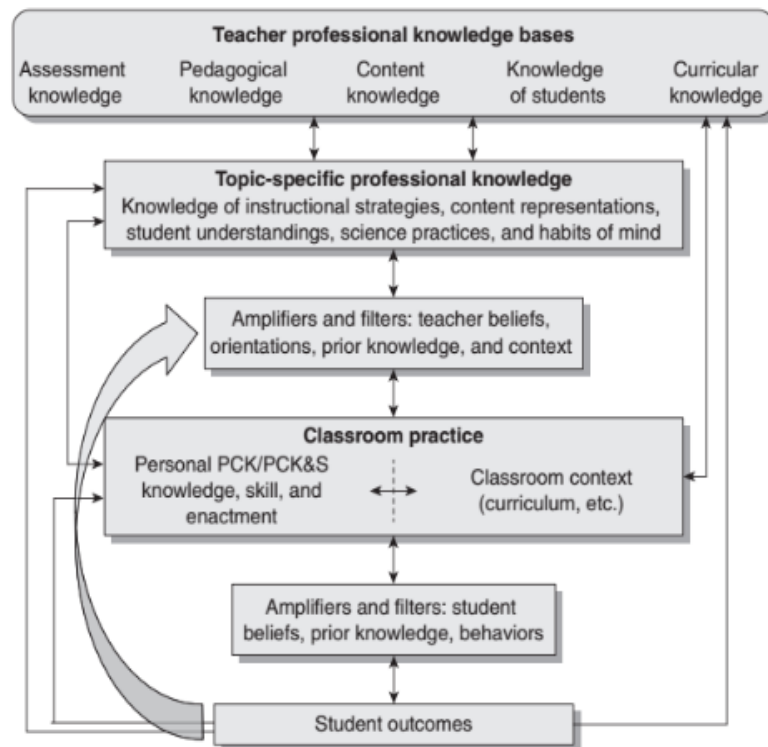 Teacher professional knowledge bases
Assessment Pedagogical Content Knowledge Curricular
knowledge knowledge knowledge of students knowledge
Topic-specific professional knowledge
Knowledge of instructional strategies, content representations,
student understandings, science practices, and habits of mind
Amplifiers and filters: teacher beliefs,
orientations, prior knowledge, and context
Classroom practice
Personal PCK/PCK&S
knowledge, skill, and
enactment
Classroom context
(curriculum, etc.)
Amplifiers and filters: student
beliefs, prior knowledge, behaviors
Student outcomes